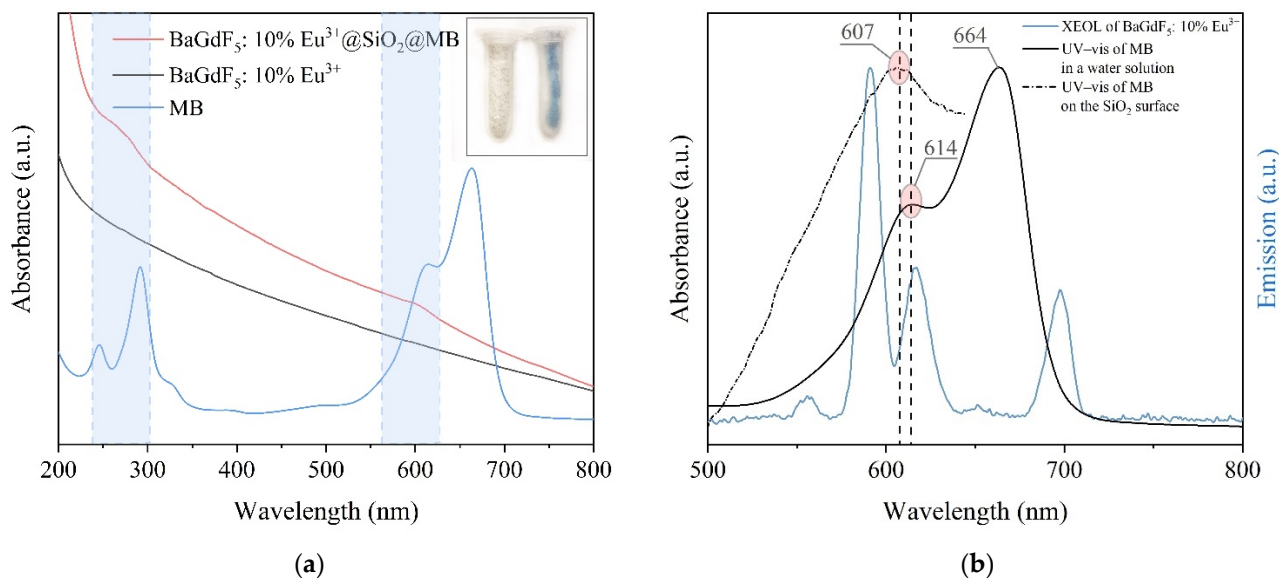 BaGdF₅: 10% Eu³⁺@SiO₂@MB
BaGdF₅: 10% Eu³⁺
MB
Absorbance (a.u.)
200 300 400 500 600 700 800
Wavelength (nm)
(a)
XEOL of BaGdF₅: 10% Eu³⁺
UV–vis of MB
in a water solution
UV–vis of MB
on the SiO₂ surface
607
664
614
Absorbance (a.u.)
Emission (a.u.)
500 600 700 800
Wavelength (nm)
(b)